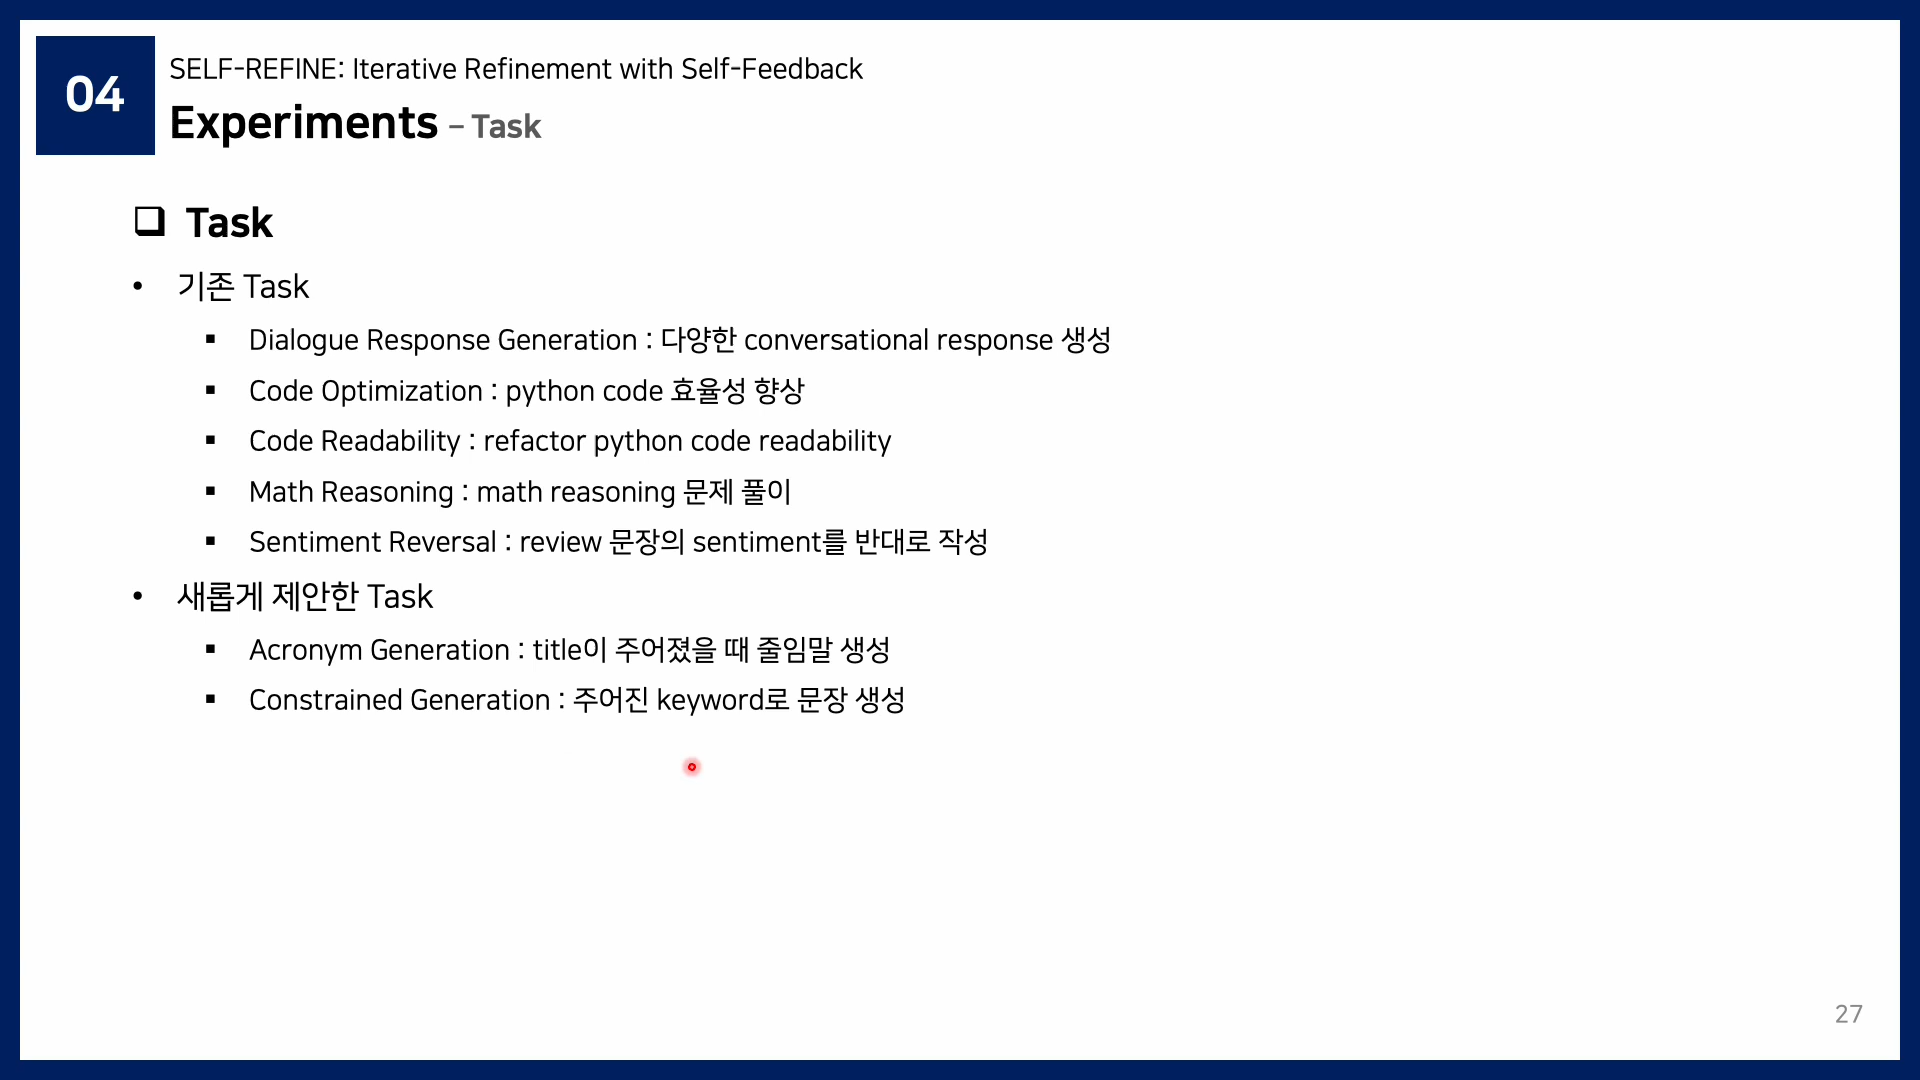 04
SELF-REFINE: Iterative Refinement with Self-Feedback
Experiments – Task
❑ Task
• 기존 Task
▪ Dialogue Response Generation : 다양한 conversational response 생성
▪ Code Optimization : python code 효율성 향상
▪ Code Readability : refactor python code readability
▪ Math Reasoning : math reasoning 문제 풀이
▪ Sentiment Reversal : review 문장의 sentiment를 반대로 작성
• 새롭게 제안한 Task
▪ Acronym Generation : title이 주어졌을 때 줄임말 생성
▪ Constrained Generation : 주어진 keyword로 문장 생성
27